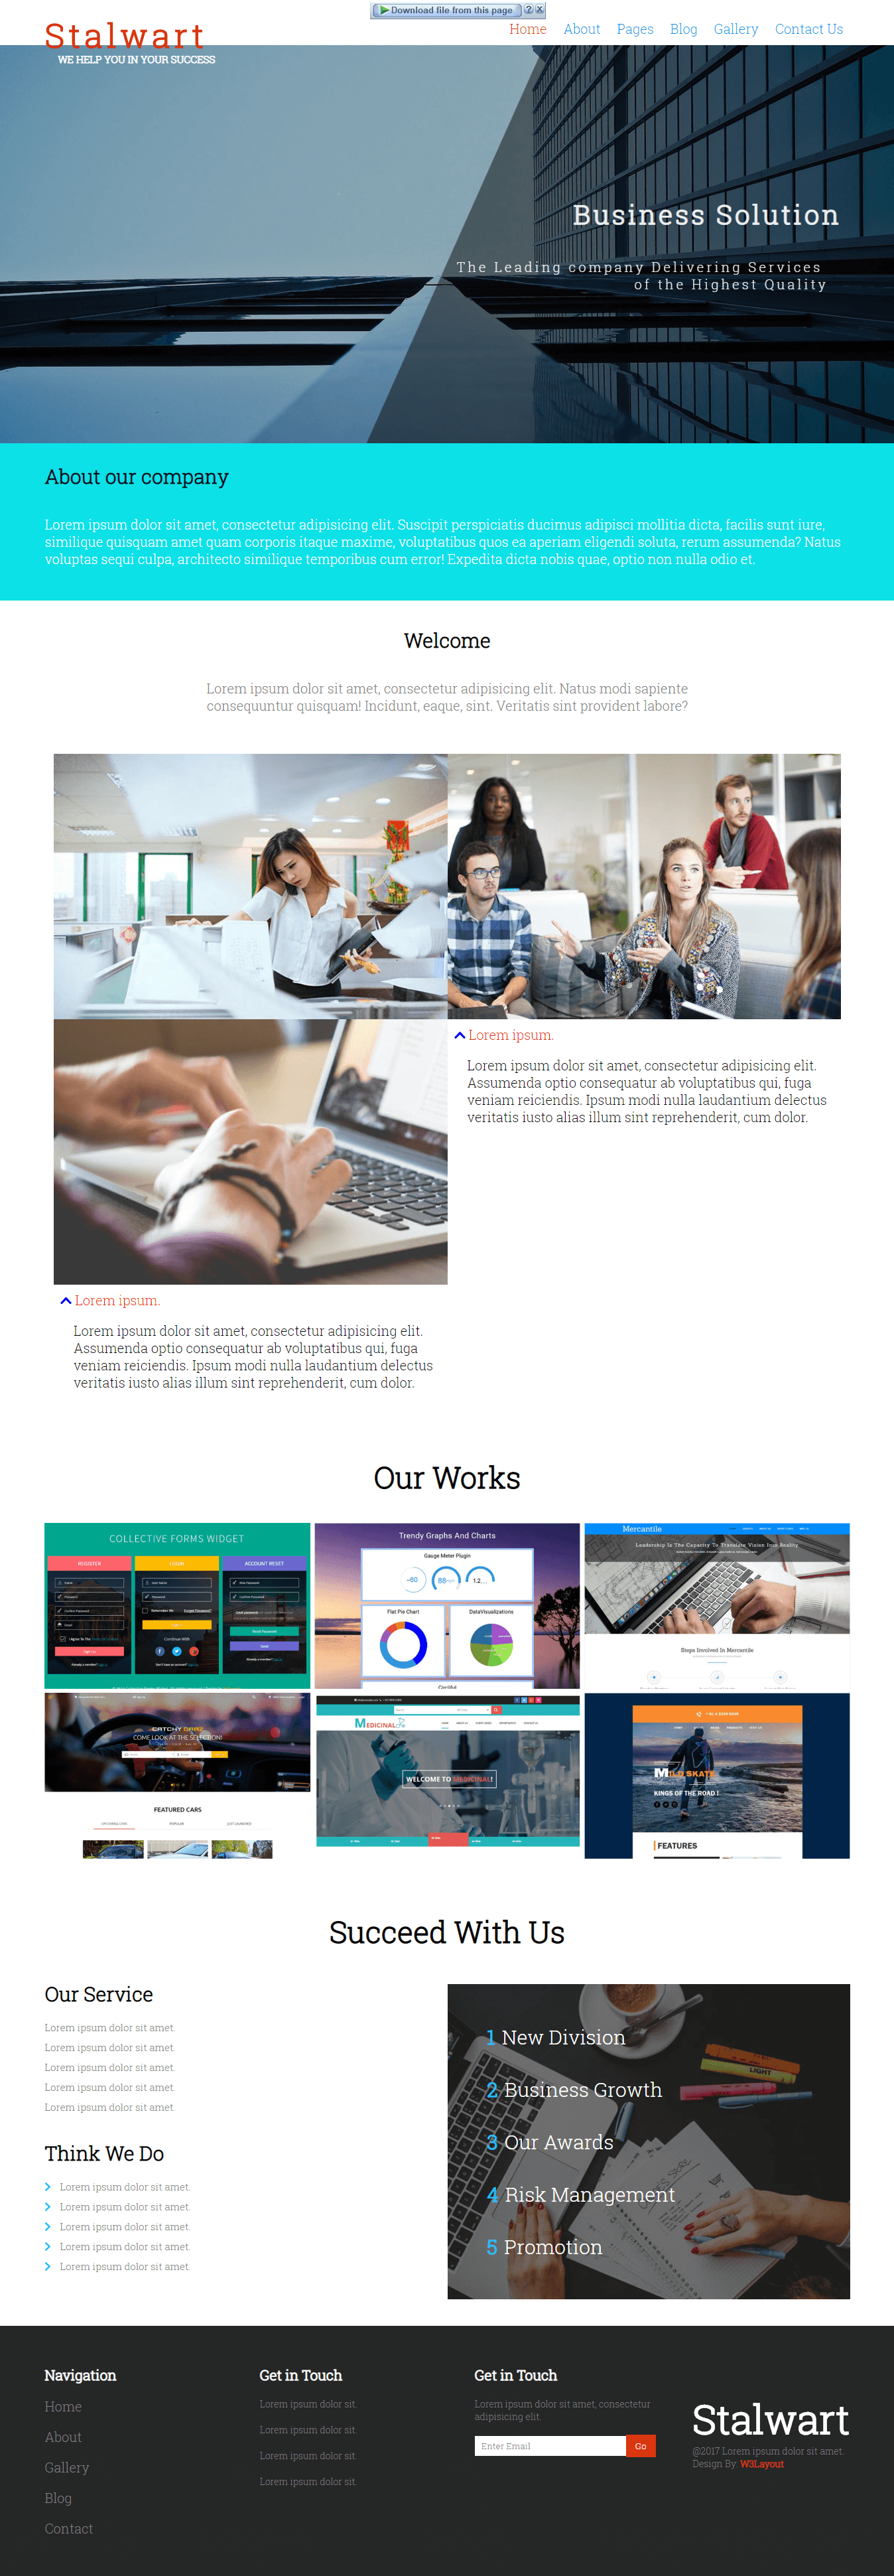 Download file from this page
Stalwart
WE HELP YOU IN YOUR SUCCESS
Home About Pages Blog Gallery Contact Us
Business Solution
The Leading company Delivering Services
of the Highest Quality
About our company
Lorem ipsum dolor sit amet, consectetur adipisicing elit. Suscipit perspiciatis ducimus adipisci mollitia dicta, facilis sunt iure,
similique quisquam amet quam corporis itaque maxime, voluptatibus quos ea aperiam eligendi soluta, rerum assumenda? Natus
voluptas sequi culpa, architecto similique temporibus cum error! Expedita dicta nobis quae, optio non nulla odio et.
Welcome
Lorem ipsum dolor sit amet, consectetur adipisicing elit. Natus modi sapiente
consequuntur quisquam! Incidunt, eaque, sint. Veritatis sint provident labore?
Lorem ipsum.
Lorem ipsum dolor sit amet, consectetur adipisicing elit.
Assumenda optio consequatur ab voluptatibus qui, fuga
veniam reiciendis. Ipsum modi nulla laudantium delectus
veritatis iusto alias illum sint reprehenderit, cum dolor.
Lorem ipsum.
Lorem ipsum dolor sit amet, consectetur adipisicing elit.
Assumenda optio consequatur ab voluptatibus qui, fuga
veniam reiciendis. Ipsum modi nulla laudantium delectus
veritatis iusto alias illum sint reprehenderit, cum dolor.
Our Works
COLLECTIVE FORMS WIDGET
REGISTER LOGIN ACCOUNT RESET
Trendy Graphs And Charts
Gauge Meter Plugin
Flat Pie Chart DataVisualizations
Mercantile
Leadership Is The Capacity To Translate Vision Into Reality
Steps Involved In Mercantile
CATCHY CARZ
COME LOOK AT THE SELECTION!
FEATURED CARS
MEDICINAL
WELCOME TO MEDICINAL!
MILD SKATE
KINGS OF THE ROAD !
FEATURES
Succeed With Us
Our Service
Lorem ipsum dolor sit amet.
Lorem ipsum dolor sit amet.
Lorem ipsum dolor sit amet.
Lorem ipsum dolor sit amet.
Lorem ipsum dolor sit amet.
Think We Do
Lorem ipsum dolor sit amet.
Lorem ipsum dolor sit amet.
Lorem ipsum dolor sit amet.
Lorem ipsum dolor sit amet.
Lorem ipsum dolor sit amet.
1 New Division
2 Business Growth
3 Our Awards
4 Risk Management
5 Promotion
LIGHT
Navigation
Home
About
Gallery
Blog
Contact
Get in Touch
Lorem ipsum dolor sit.
Lorem ipsum dolor sit.
Lorem ipsum dolor sit.
Lorem ipsum dolor sit.
Get in Touch
Lorem ipsum dolor sit amet, consectetur
adipisicing elit.
Enter Email Go
Stalwart
@2017 Lorem ipsum dolor sit amet.
Design By: W3Layout